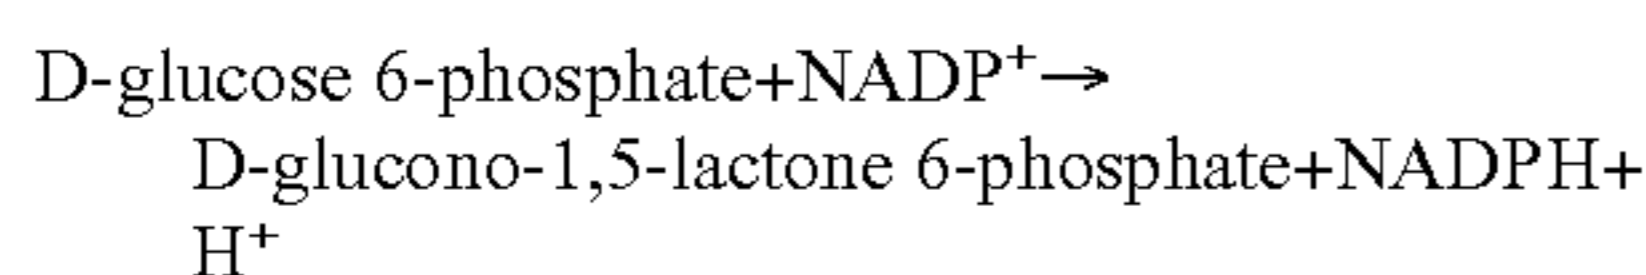 D-glucose 6-phosphate+NADP⁺→
D-glucono-1,5-lactone 6-phosphate+NADPH+
H⁺